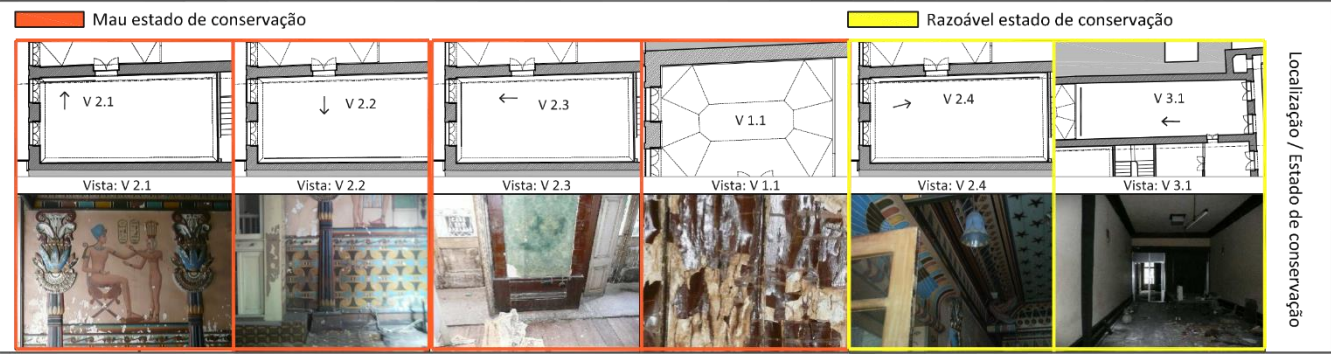 Mau estado de conservação
Razoável estado de conservação
V 2.1
V 2.2
V 2.3
V 1.1
V 2.4
V 3.1
Vista: V 2.1
Vista: V 2.2
Vista: V 2.3
Vista: V 1.1
Vista: V 2.4
Vista: V 3.1
Localização / Estado de conservação